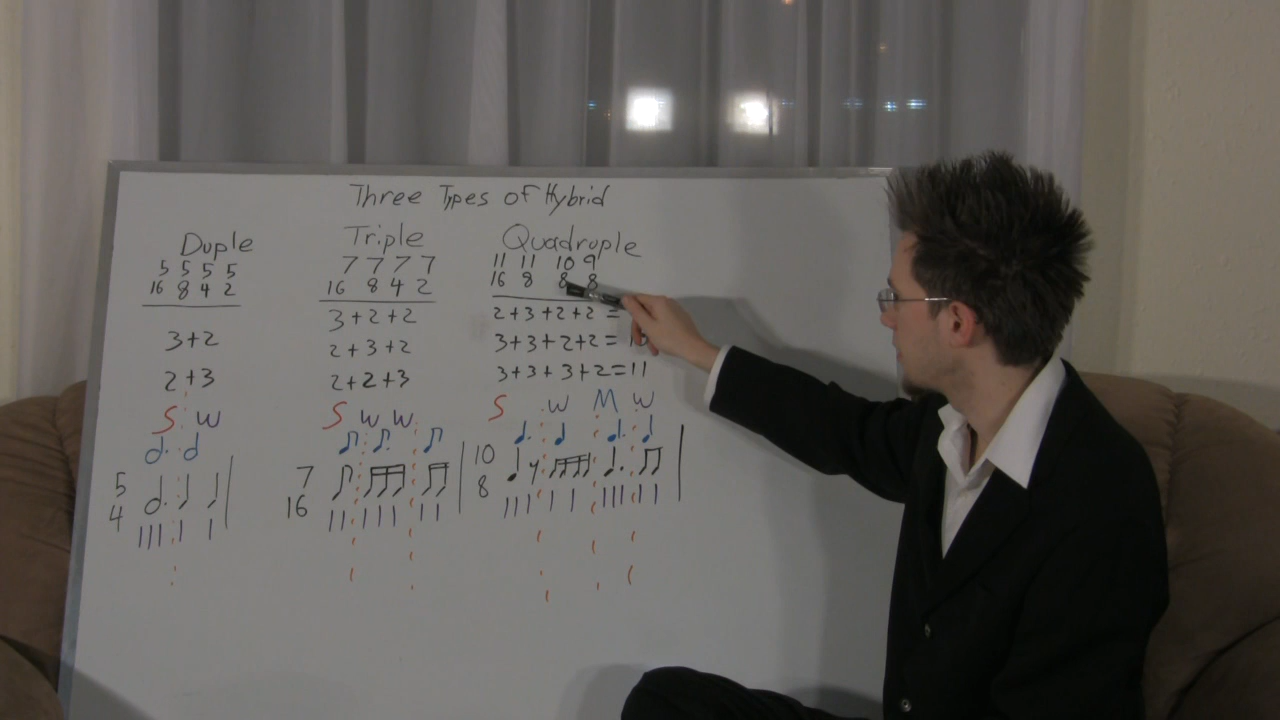 Three Types of Hybrid
Duple
5 5 5 5
16 8 4 2
3+2
2+3
S w
5
4
Triple
7 7 7 7
16 8 4 2
3+2+2
2+3+2
2+2+3
S w w
7
16
Quadruple
11 11 10 9
16 8 8 8
2+3+2+2=
3+3+2+2=
3+3+3+2=11
S w M w
10
8